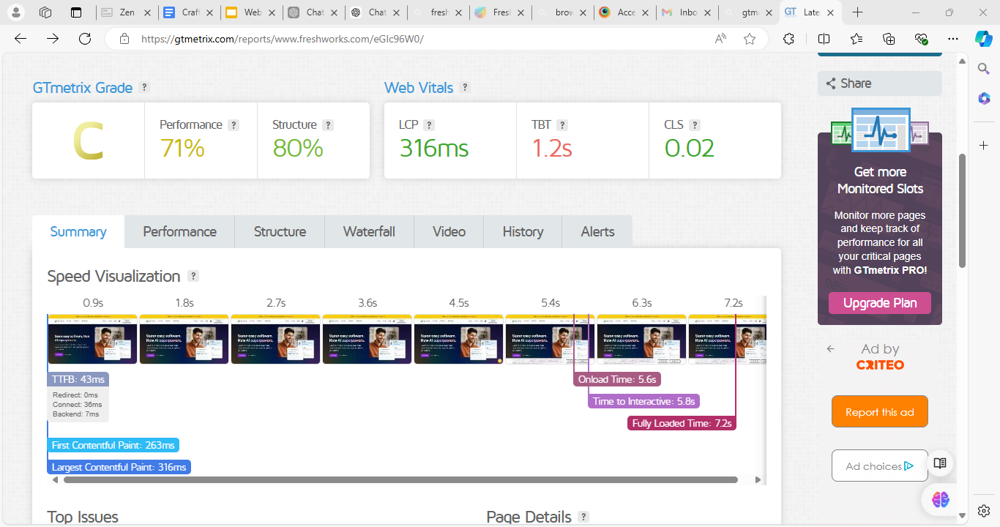 Zen
Craft
Web
Chat
Chat
fresh
Fresh
brow
Acce
Inbo
gtme
GT Late
https://gtmetrix.com/reports/www.freshworks.com/eGlc96W0/
GTmetrix Grade ?
Web Vitals ?
C
Performance ?
71%
Structure ?
80%
LCP ?
316ms
TBT ?
1.2s
CLS ?
0.02
Summary
Performance
Structure
Waterfall
Video
History
Alerts
Speed Visualization ?
0.9s
1.8s
2.7s
3.6s
4.5s
5.4s
6.3s
7.2s
TTFB: 43ms
Redirect: 0ms
Connect: 36ms
Backend: 7ms
Onload Time: 5.6s
Time to Interactive: 5.8s
Fully Loaded Time: 7.2s
First Contentful Paint: 263ms
Largest Contentful Paint: 316ms
Top Issues
Page Details ?
Share
Get more
Monitored Slots
Monitor more pages
and keep track of
performance for all
your critical pages
with GTmetrix PRO!
Upgrade Plan
Ad by
CRITEO
Report this ad
Ad choices